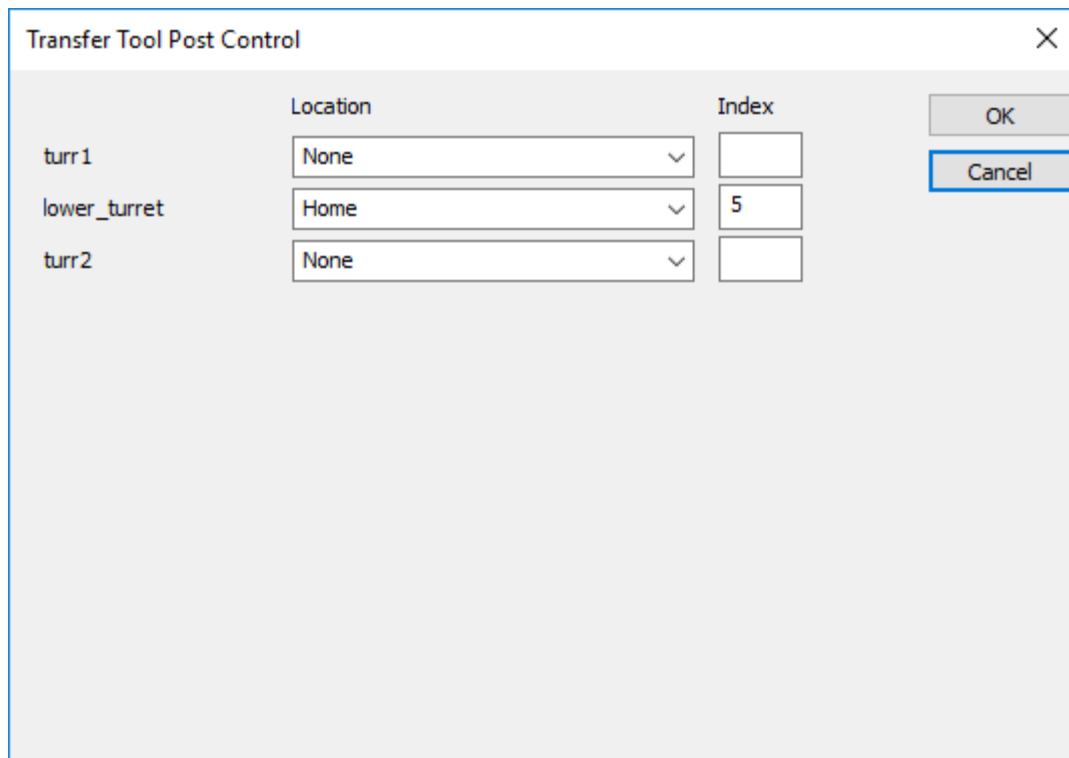 Transfer Tool Post Control
Location Index
OK
turr1 None
Cancel
lower_turret Home 5
turr2 None